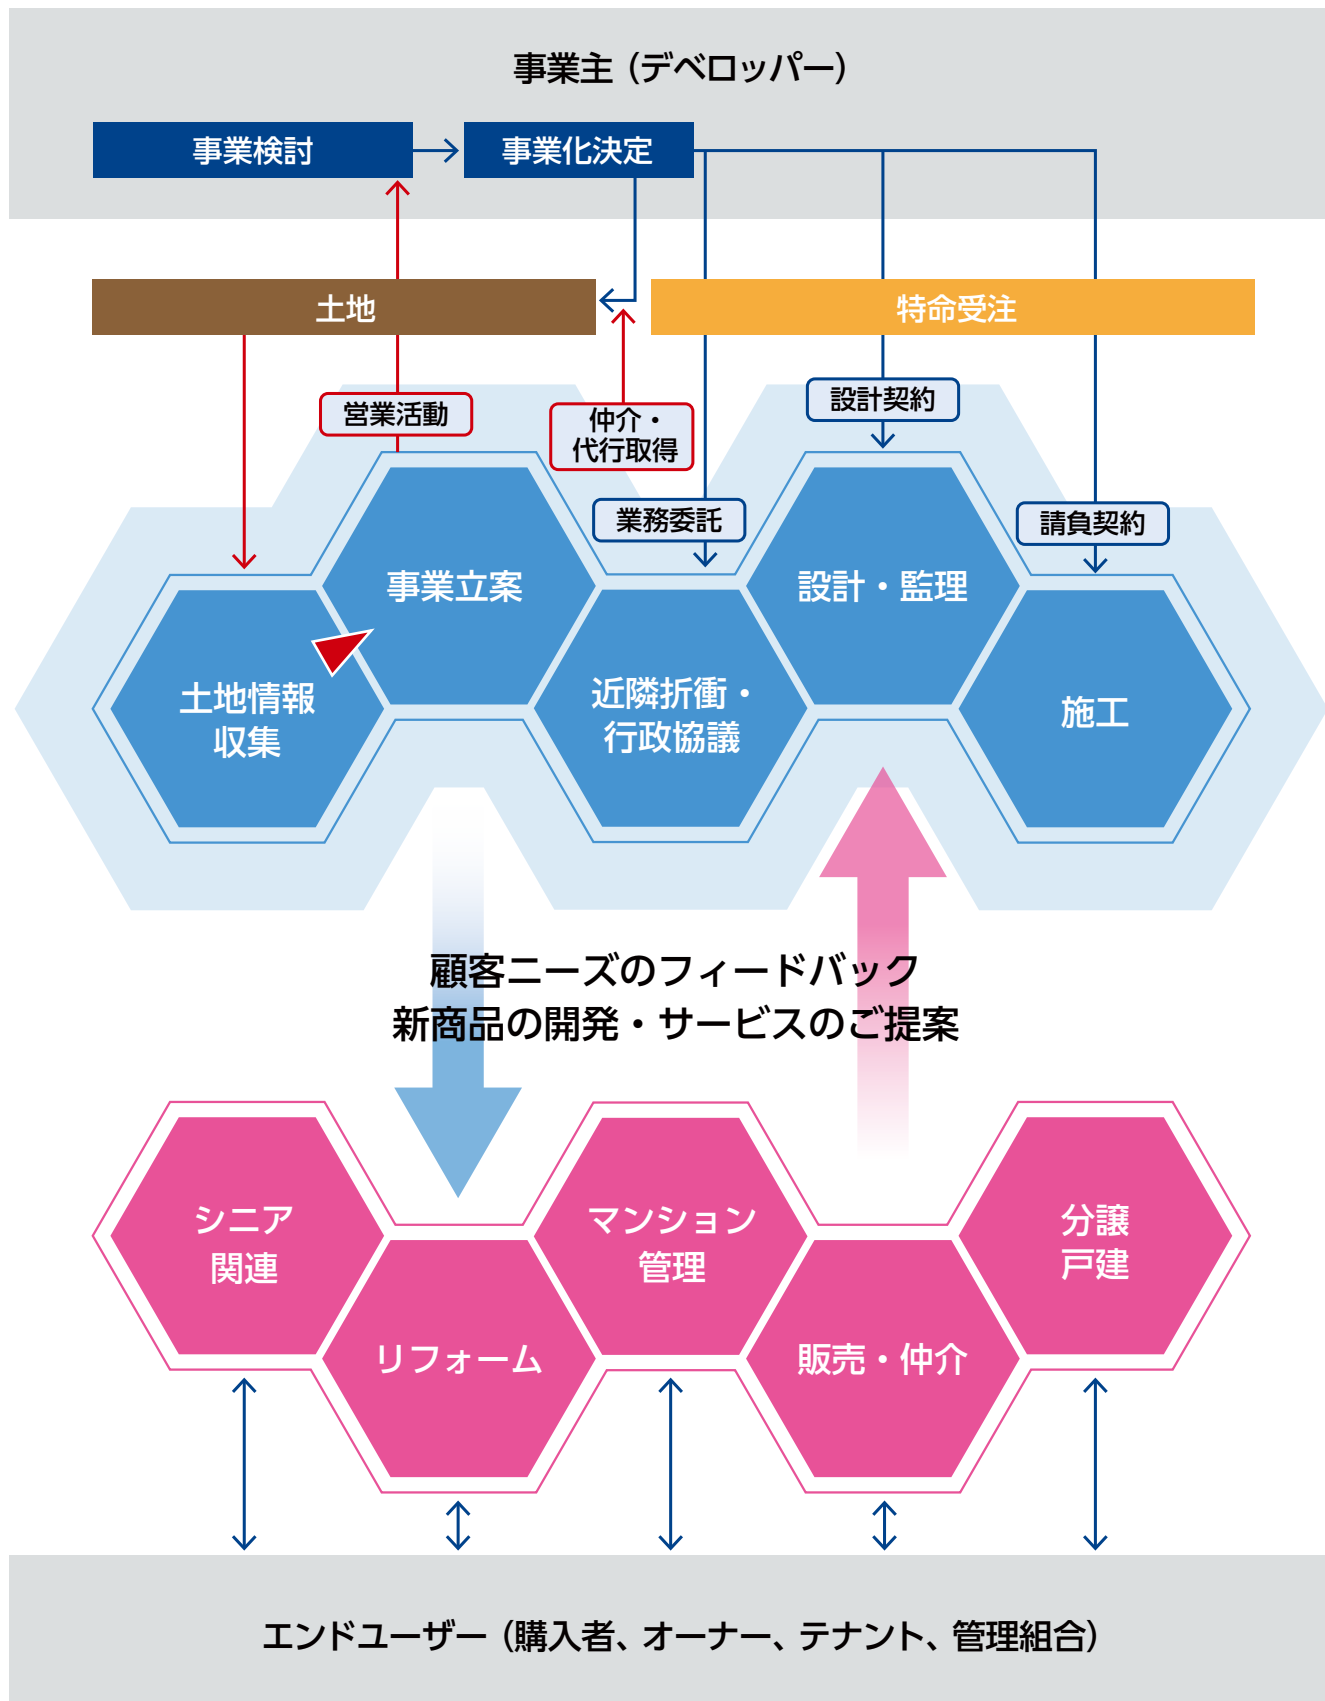 事業主（デベロッパー）
事業検討
事業化決定
土地
特命受注
営業活動
仲介・
代行取得
設計契約
業務委託
請負契約
事業立案
設計・監理
土地情報
収集
近隣折衝・
行政協議
施工
顧客ニーズのフィードバック
新商品の開発・サービスのご提案
シニア
関連
マンション
管理
分譲
戸建
リフォーム
販売・仲介
エンドユーザー（購入者、オーナー、テナント、管理組合）